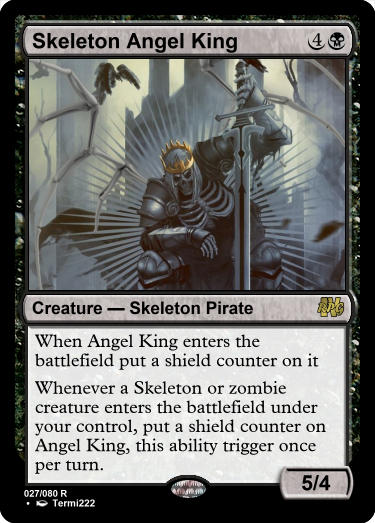 Skeleton Angel King 4
Creature — Skeleton Pirate
When Angel King enters the
battlefield put a shield counter on it
Whenever a Skeleton or zombie
creature enters the battlefield under
your control, put a shield counter on
Angel King, this ability trigger once
per turn.
5/4
027/080 R
• Termi222